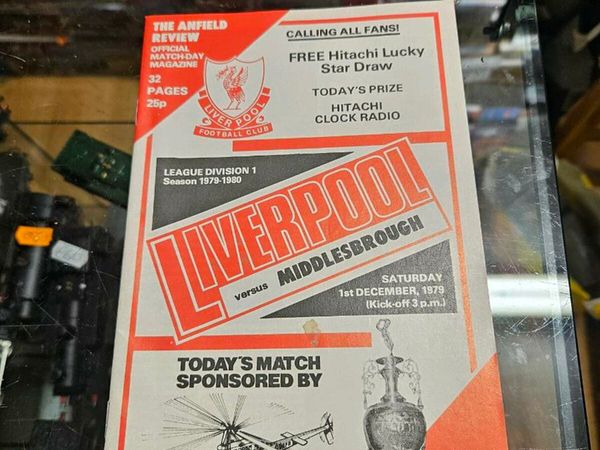 THE ANFIELD
REVIEW
OFFICIAL
MATCH-DAY
MAGAZINE
32
PAGES
25p
LIVERPOOL
FOOTBALL CLUB
CALLING ALL FANS!
FREE Hitachi Lucky
Star Draw
TODAY'S PRIZE
HITACHI
CLOCK RADIO
LEAGUE DIVISION 1
Season 1979-1980
LIVERPOOL
versus MIDDLESBROUGH
SATURDAY
1st DECEMBER, 1979
(Kick-off 3 p.m.)
TODAY'S MATCH
SPONSORED BY